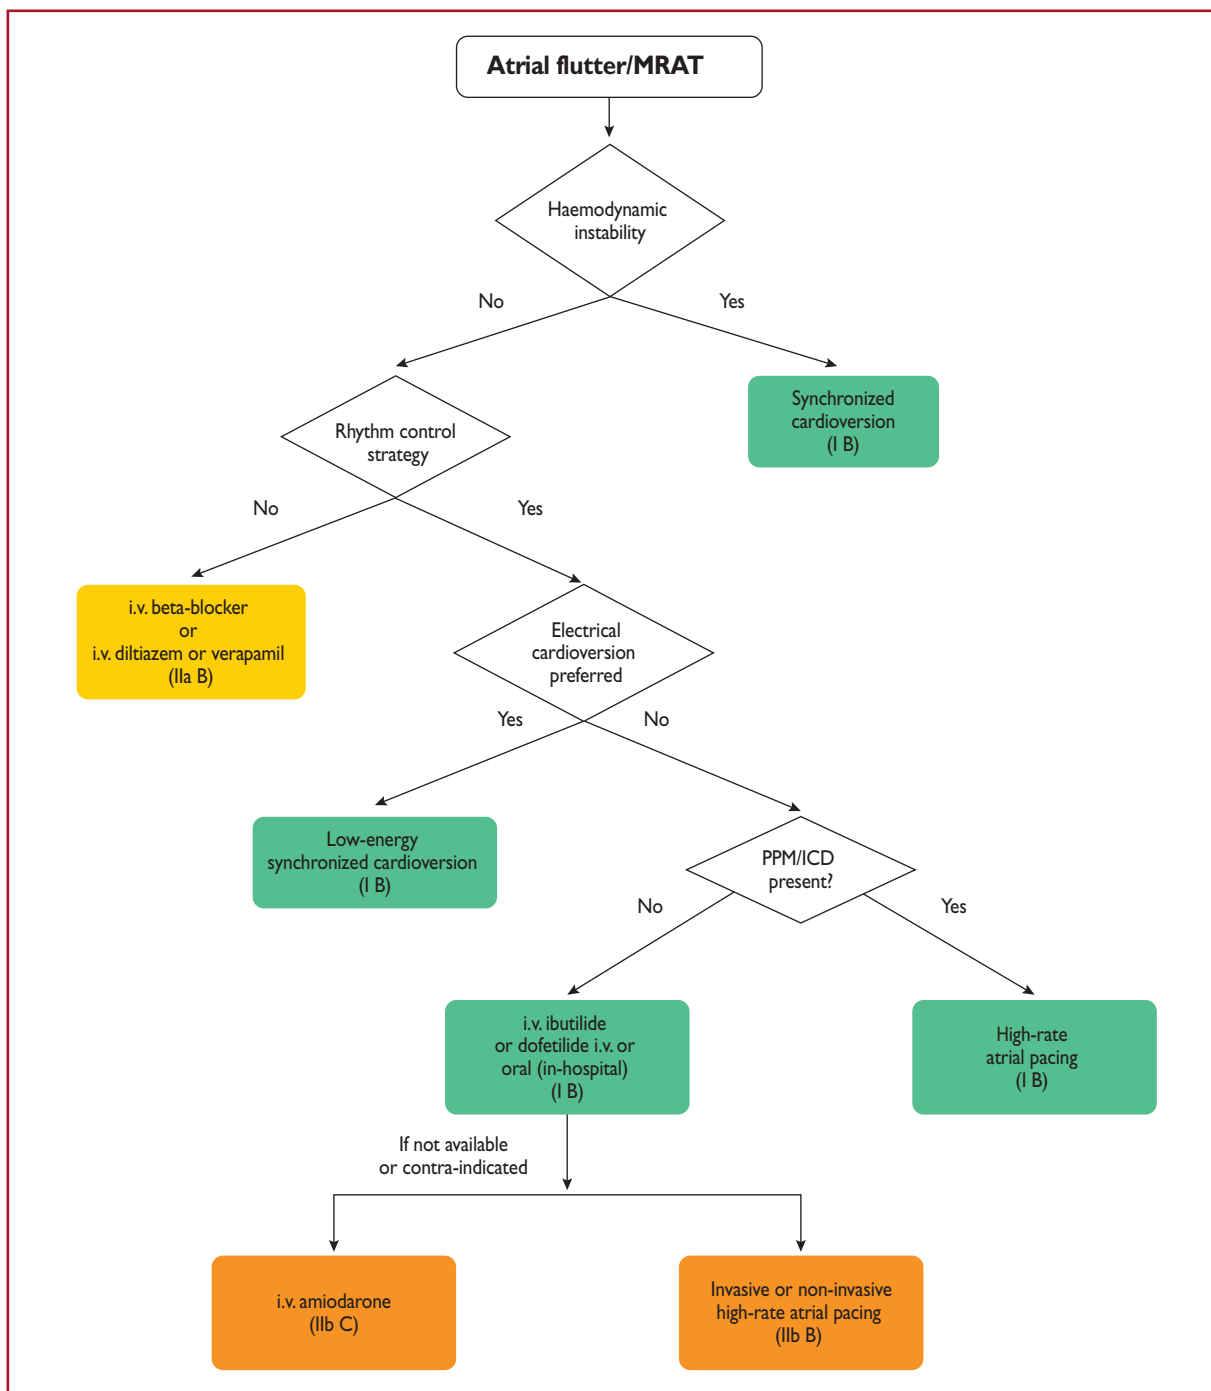 Atrial flutter/MRAT
Haemodynamic
instability
No
Yes
Synchronized
cardioversion
(I B)
Rhythm control
strategy
No
Yes
i.v. beta-blocker
or
i.v. diltiazem or verapamil
(IIa B)
Electrical
cardioversion
preferred
Yes
No
Low-energy
synchronized cardioversion
(I B)
PPM/ICD
present?
No
Yes
i.v. ibutilide
or dofetilide i.v. or
oral (in-hospital)
(I B)
High-rate
atrial pacing
(I B)
If not available
or contra-indicated
i.v. amiodarone
(IIb C)
Invasive or non-invasive
high-rate atrial pacing
(IIb B)